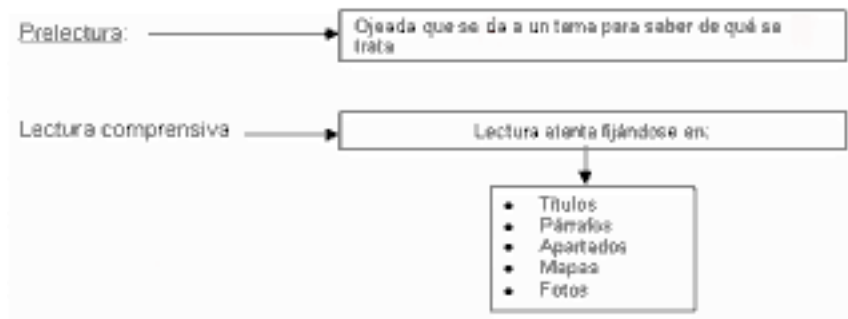 Prelectura:
Ojeada que se da a un tema para saber de qué se
trata
Lectura comprensiva
Lectura atenta fijándose en:
• Títulos
• Párrafos
• Apartados
• Mapas
• Fotos